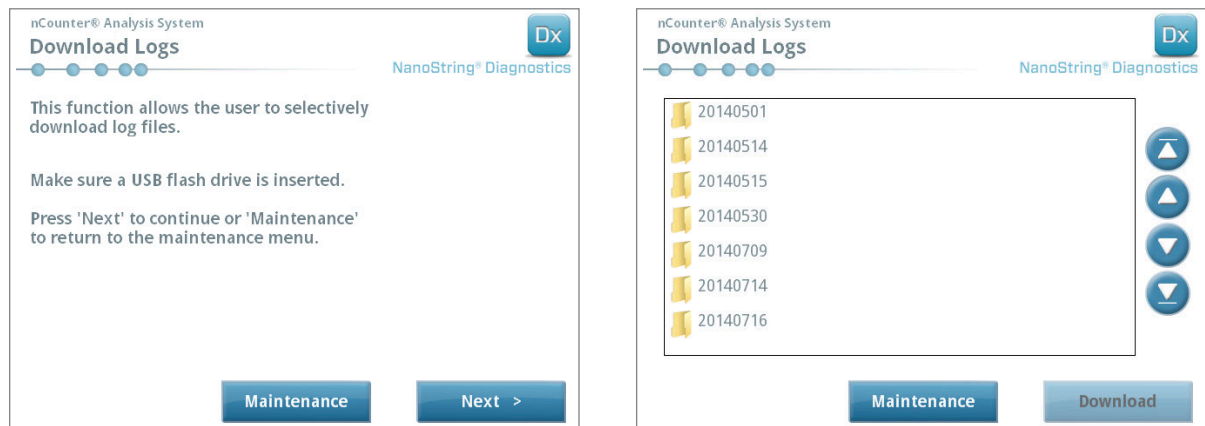 nCounter® Analysis System
Download Logs
Dx
NanoString® Diagnostics
This function allows the user to selectively
download log files.
Make sure a USB flash drive is inserted.
Press 'Next' to continue or 'Maintenance'
to return to the maintenance menu.
Maintenance
Next >
nCounter® Analysis System
Download Logs
Dx
NanoString® Diagnostics
20140501
20140514
20140515
20140530
20140709
20140714
20140716
Maintenance
Download